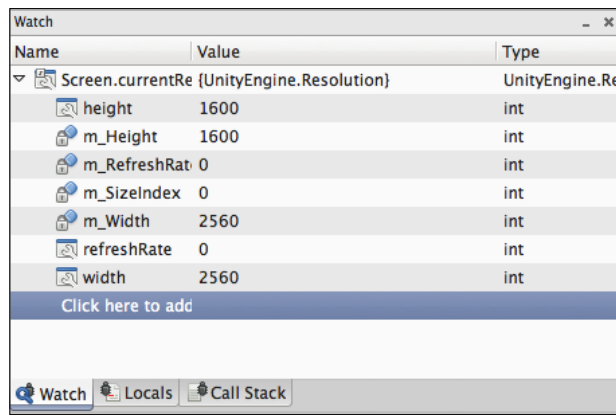 Watch
Name Value Type
Screen.currentRe {UnityEngine.Resolution} UnityEngine.Re
height 1600 int
m_Height 1600 int
m_RefreshRat 0 int
m_SizeIndex 0 int
m_Width 2560 int
refreshRate 0 int
width 2560 int
Click here to add
Watch Locals Call Stack